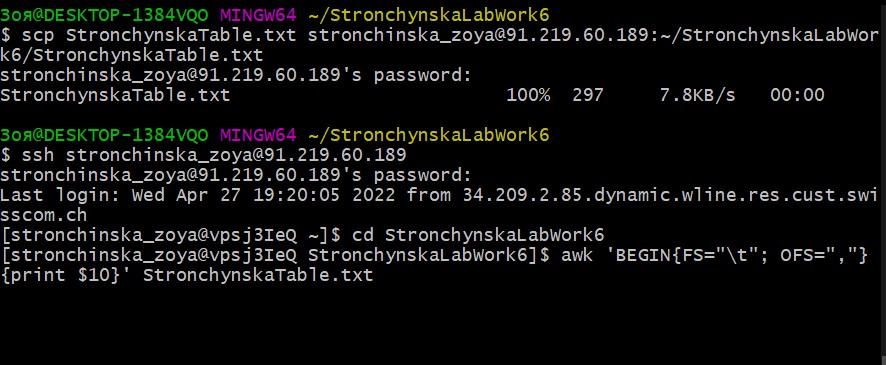 Зоя@DESKTOP-1384VQO MINGW64 ~/StronchynskaLabWork6
$ scp StronchynskaTable.txt stronchinska_zoya@91.219.60.189:~/StronchynskaLabWor
k6/StronchynskaTable.txt
stronchinska_zoya@91.219.60.189's password:
StronchynskaTable.txt 100% 297 7.8KB/s 00:00
Зоя@DESKTOP-1384VQO MINGW64 ~/StronchynskaLabWork6
$ ssh stronchinska_zoya@91.219.60.189
stronchinska_zoya@91.219.60.189's password:
Last login: Wed Apr 27 19:20:05 2022 from 34.209.2.85.dynamic.wline.res.cust.swi
sscom.ch
[stronchinska_zoya@vpsj3IeQ ~]$ cd StronchynskaLabWork6
[stronchinska_zoya@vpsj3IeQ StronchynskaLabWork6]$ awk 'BEGIN{FS="\t"; OFS=","}
{print $10}' StronchynskaTable.txt